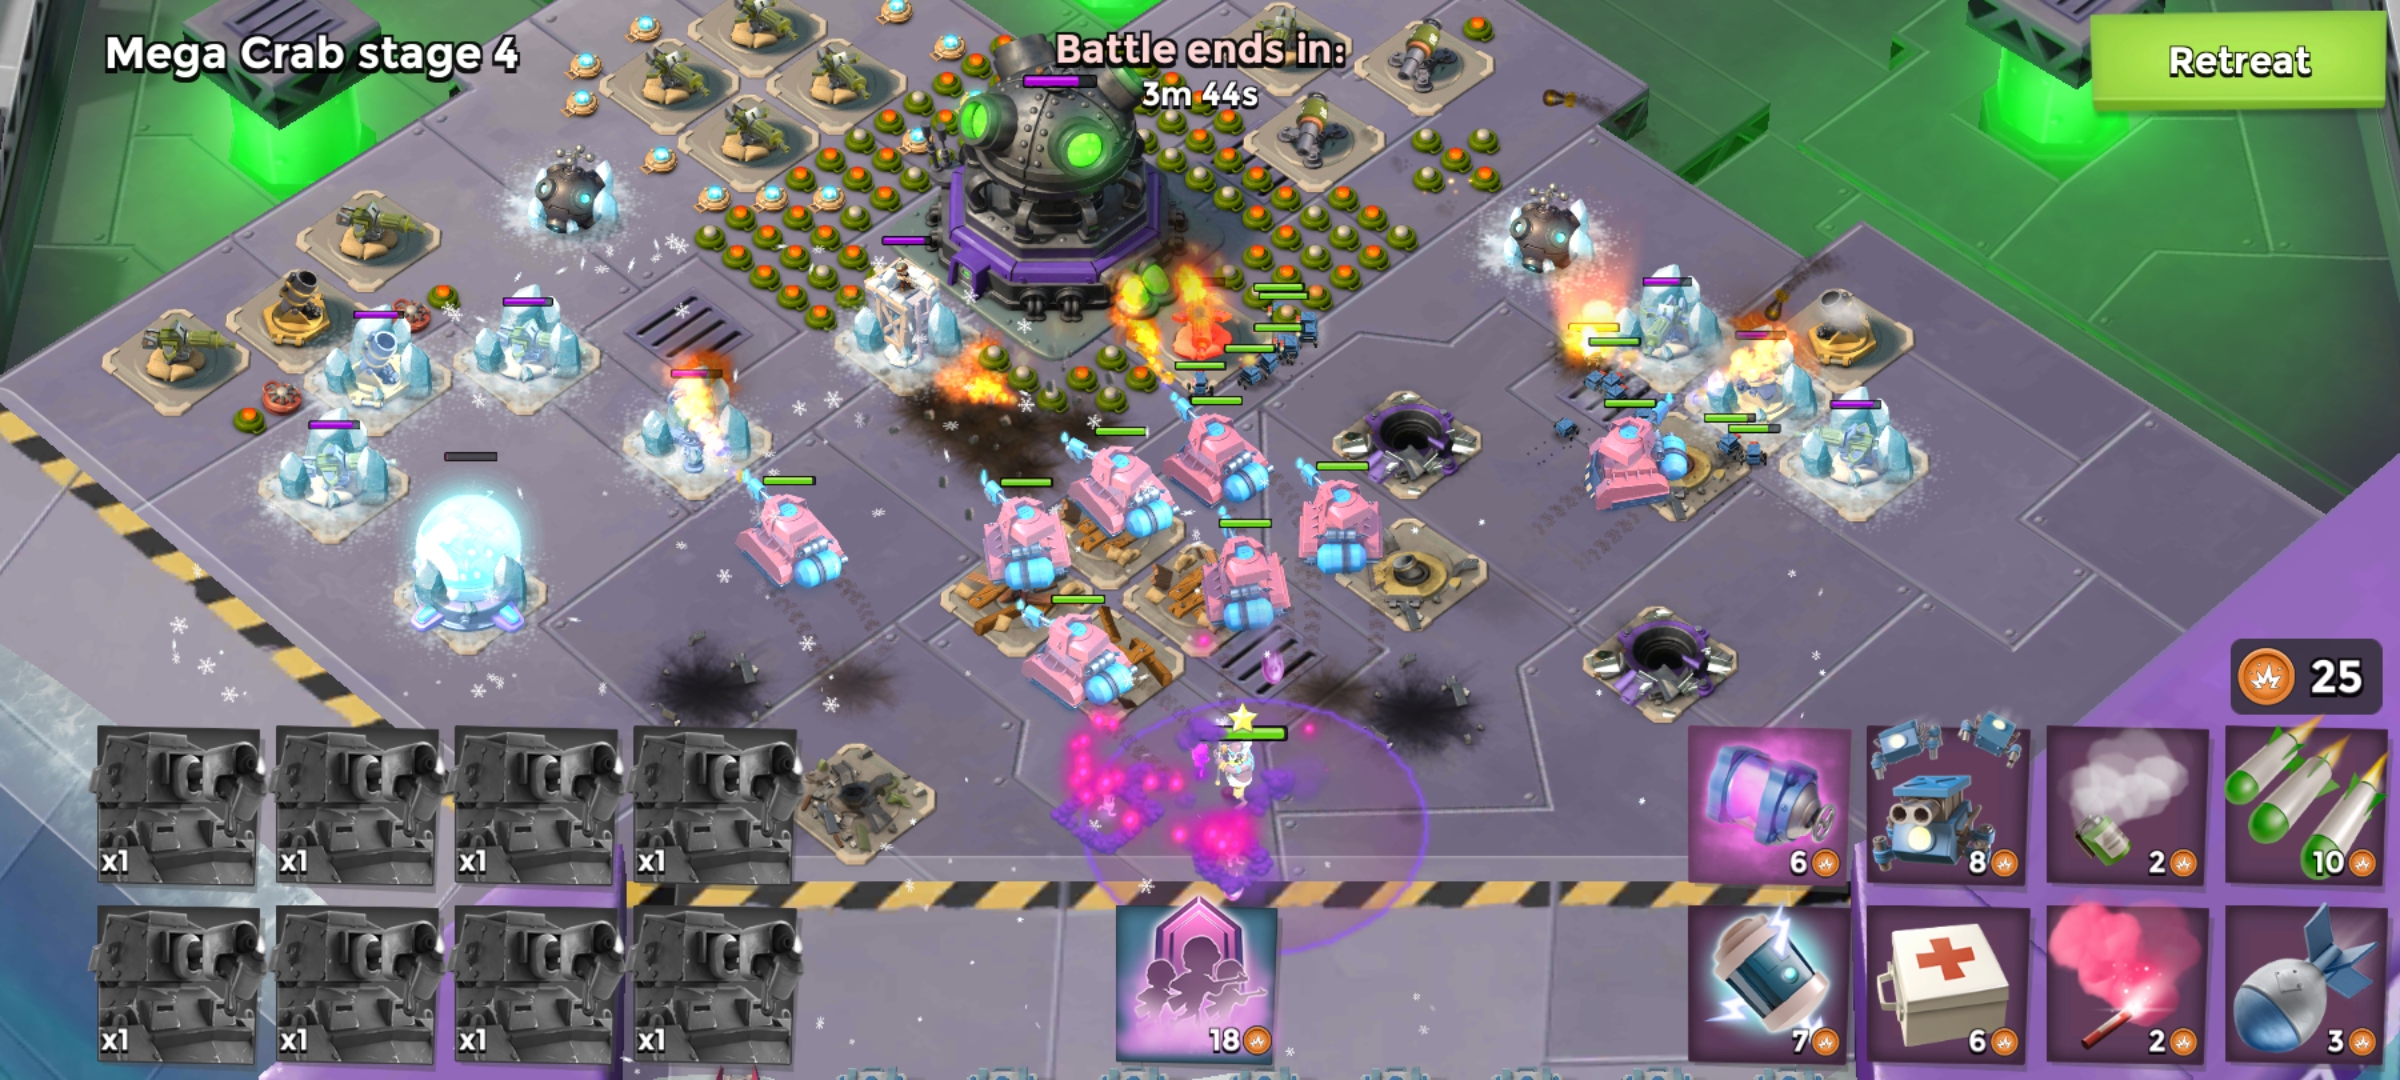 Mega Crab stage 4
Battle ends in:
3m 44s
Retreat
25
x1 x1 x1 x1
6 8 2 10
x1 x1 x1 x1
18
7 6 2 3